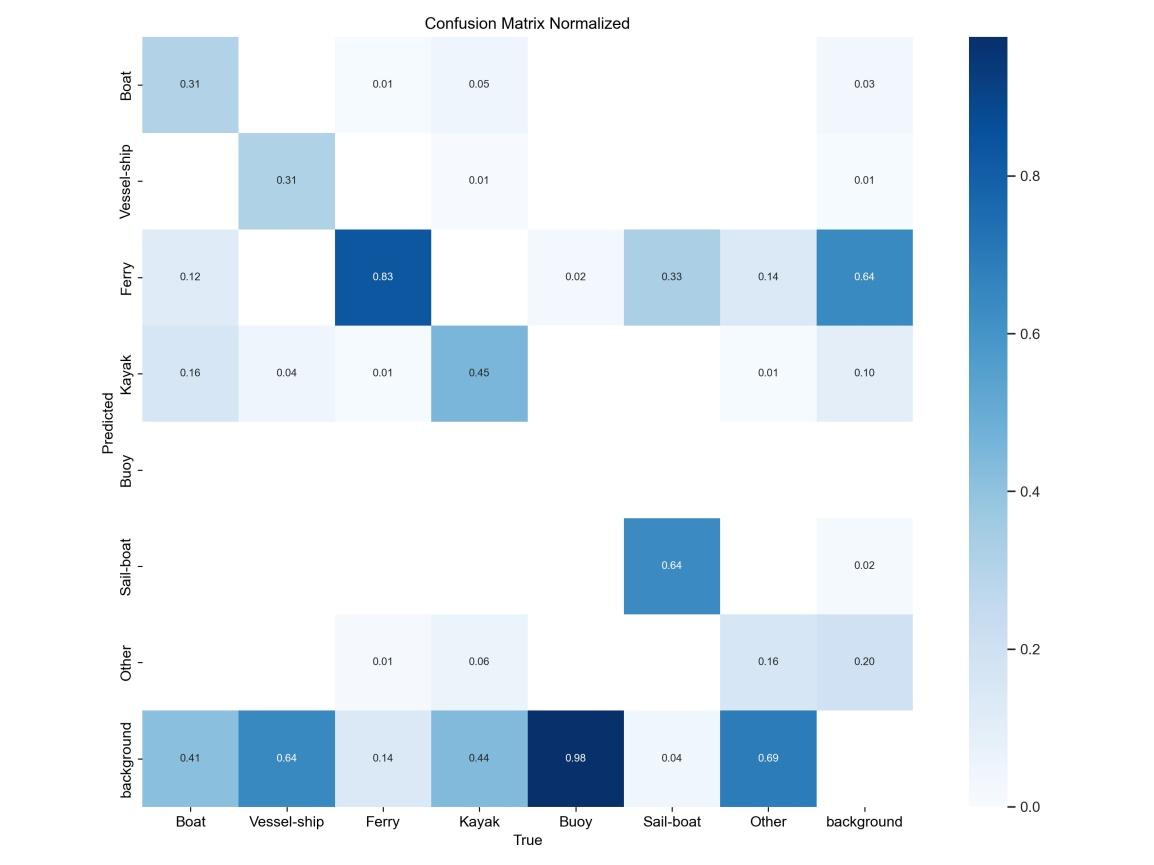 Confusion Matrix Normalized
Boat 0.31 0.01 0.05 0.03
Vessel-ship 0.31 0.01 0.01
0.8
Ferry 0.12 0.83 0.02 0.33 0.14 0.64
0.6
Kayak 0.16 0.04 0.01 0.45 0.01 0.10
Predicted
Buoy
0.4
Sail-boat 0.64 0.02
0.2
Other 0.01 0.06 0.16 0.20
background 0.41 0.64 0.14 0.44 0.98 0.04 0.69
0.0
Boat Vessel-ship Ferry Kayak Buoy Sail-boat Other background
True